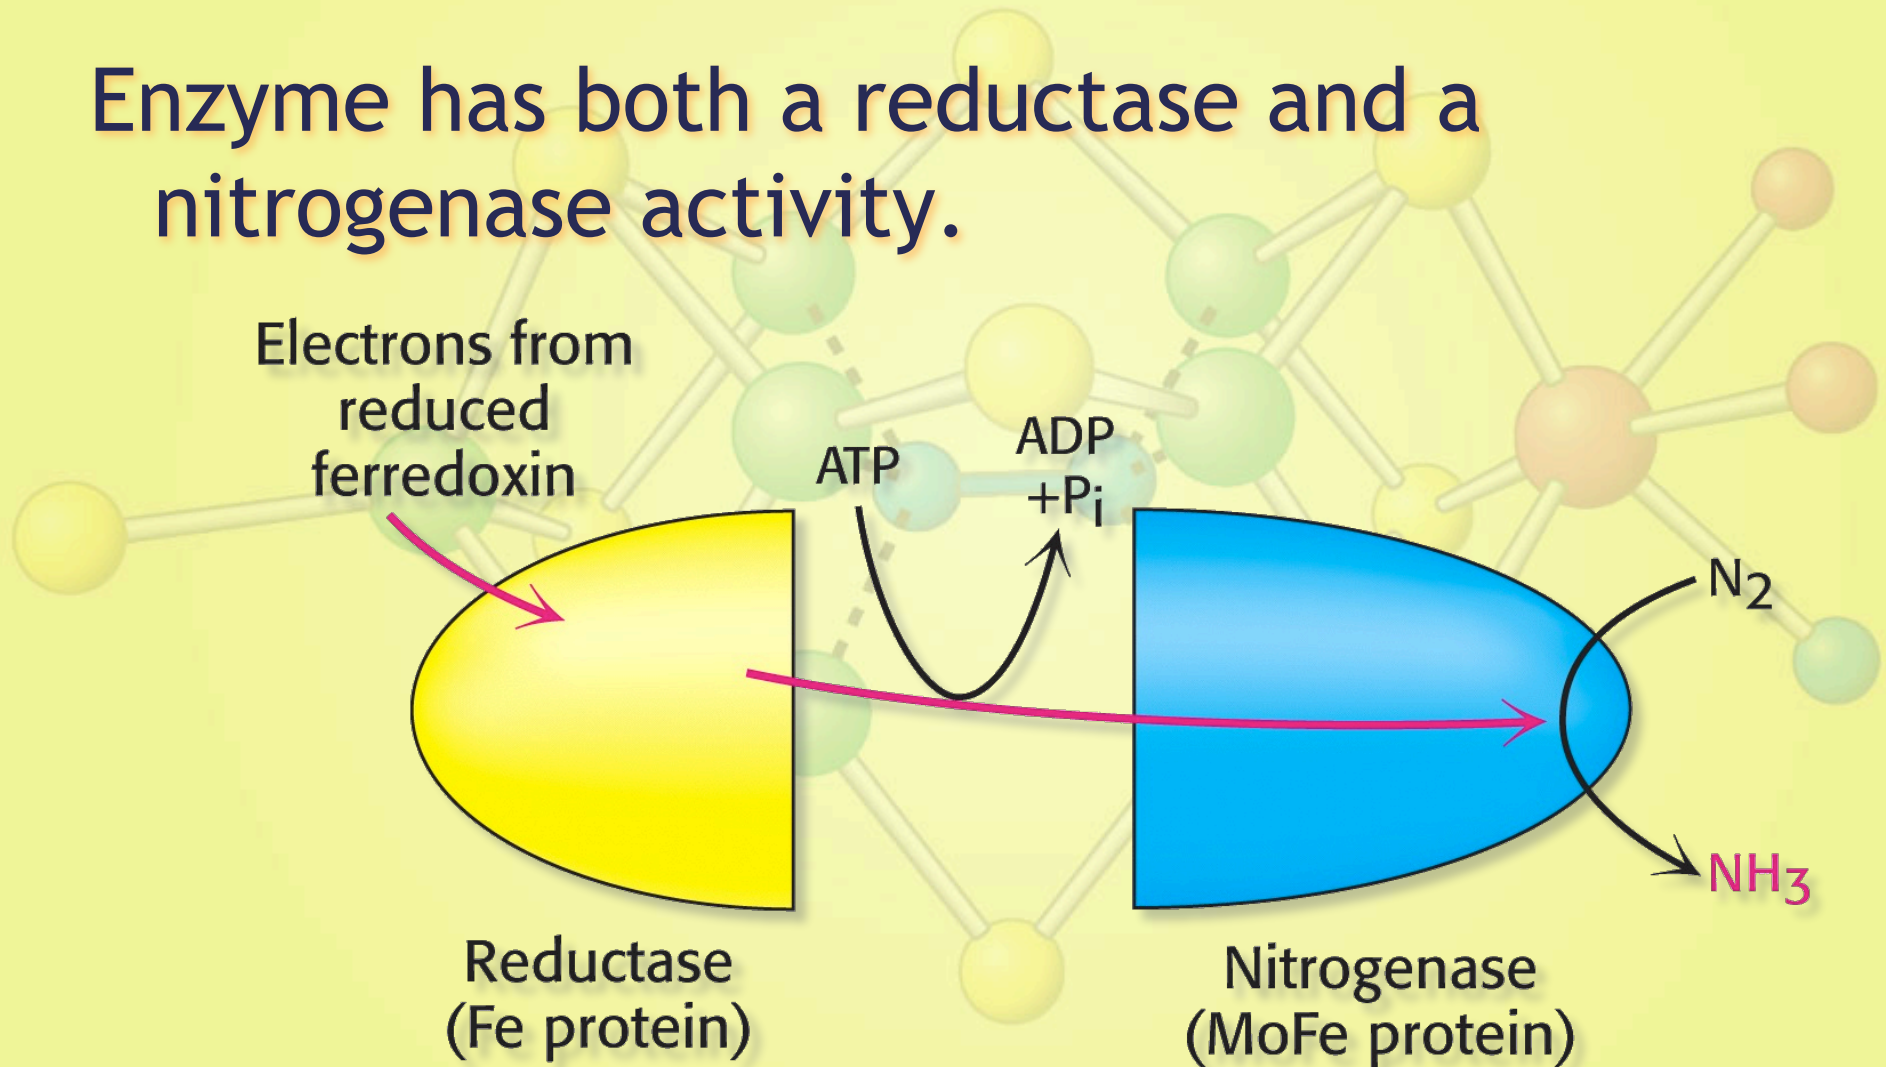 Enzyme has both a reductase and a
nitrogenase activity.
Electrons from
reduced
ferredoxin
ATP
ADP
+Pi
N2
NH3
Reductase
(Fe protein)
Nitrogenase
(MoFe protein)